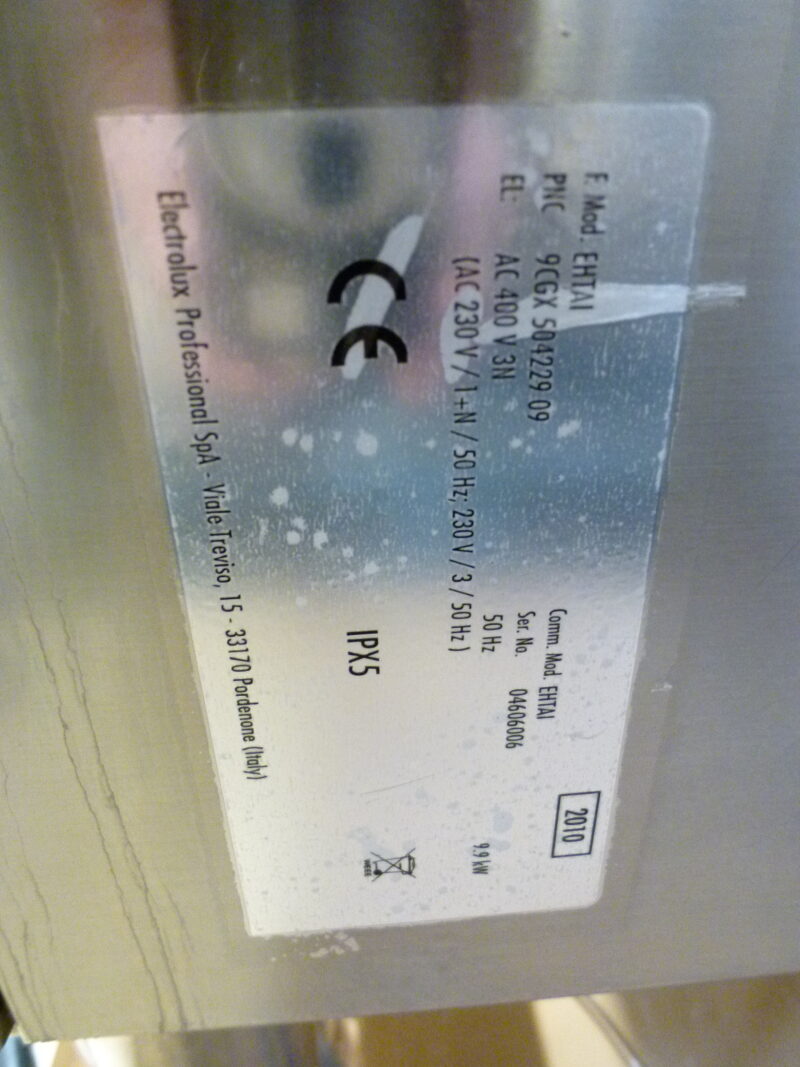 2010
F. Mod. EHTAI Comm. Mod. EHTAI
PNC 9CGX 504229 09 Ser. No. 04606006
EL: AC 400 V 3N 50 Hz 9.9 kW
(AC 230 V / 1+N / 50 Hz; 230 V / 3 / 50 Hz )
CE IPX5
WEEE
Electrolux Professional SpA - Viale Treviso, 15 - 33170 Pordenone (Italy)